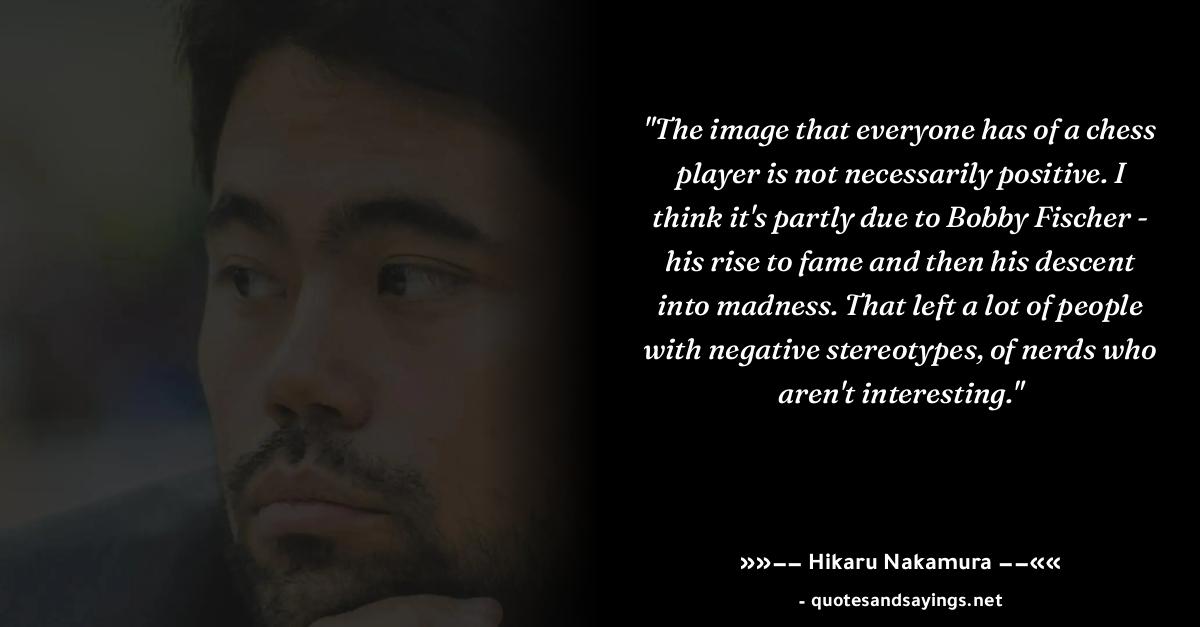 "The image that everyone has of a chess
player is not necessarily positive. I
think it's partly due to Bobby Fischer -
his rise to fame and then his descent
into madness. That left a lot of people
with negative stereotypes, of nerds who
aren't interesting."
»»–– Hikaru Nakamura ––««
- quotesandsayings.net